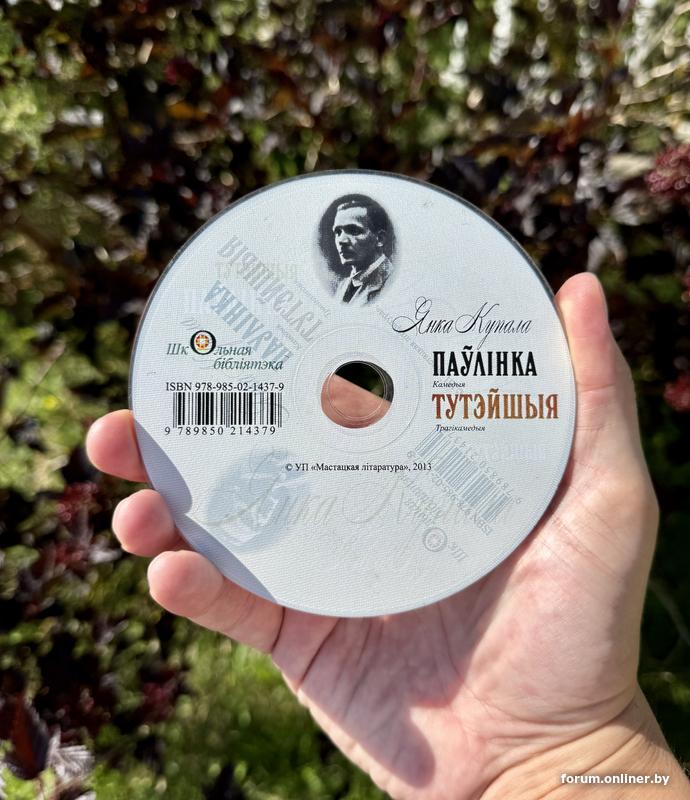 Янка Купала
ПАЎЛІНКА
Камедыя
ТУТЭЙШЫЯ
Трагікамедыя
Школьная
бібліятэка
ISBN 978-985-02-1437-9
9 789850 214379
© УП «Мастацкая літаратура», 2013
forum.onliner.by